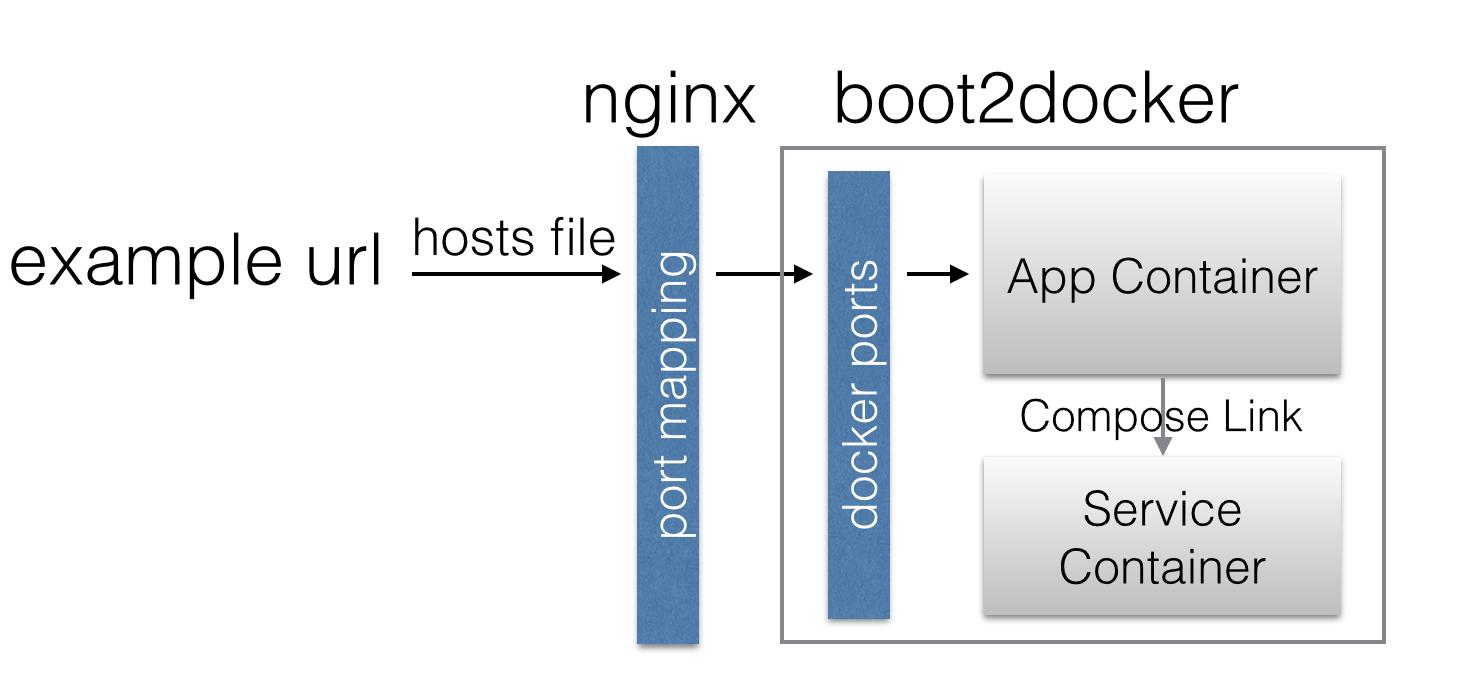 nginx
boot2docker
example url
hosts file
port mapping
docker ports
App Container
Compose Link
Service
Container